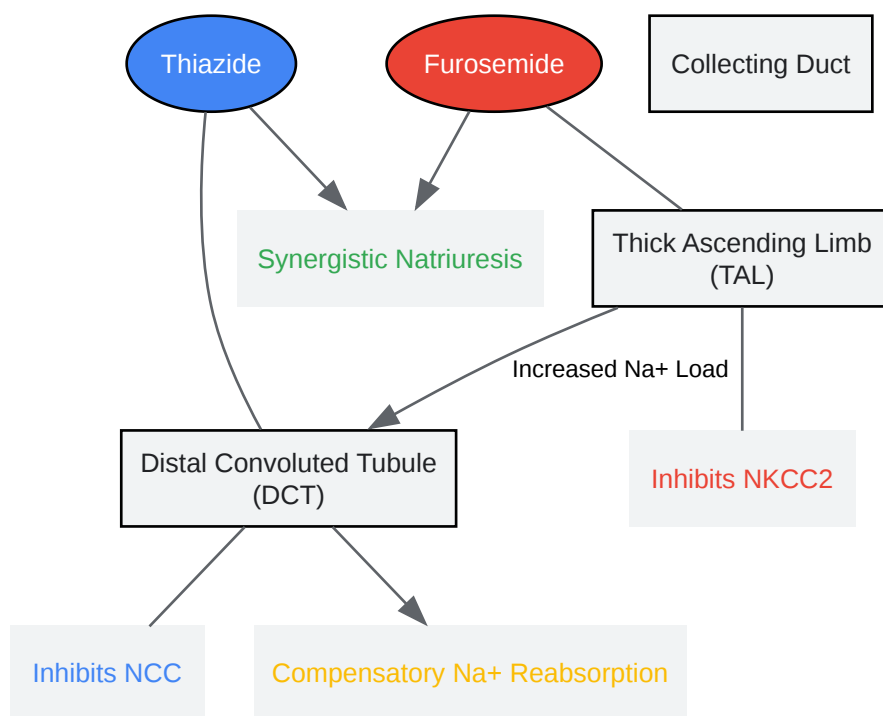 Thiazide
Furosemide
Collecting Duct
Synergistic Natriuresis
Thick Ascending Limb
(TAL)
Increased Na+ Load
Distal Convoluted Tubule
(DCT)
Inhibits NKCC2
Inhibits NCC
Compensatory Na+ Reabsorption